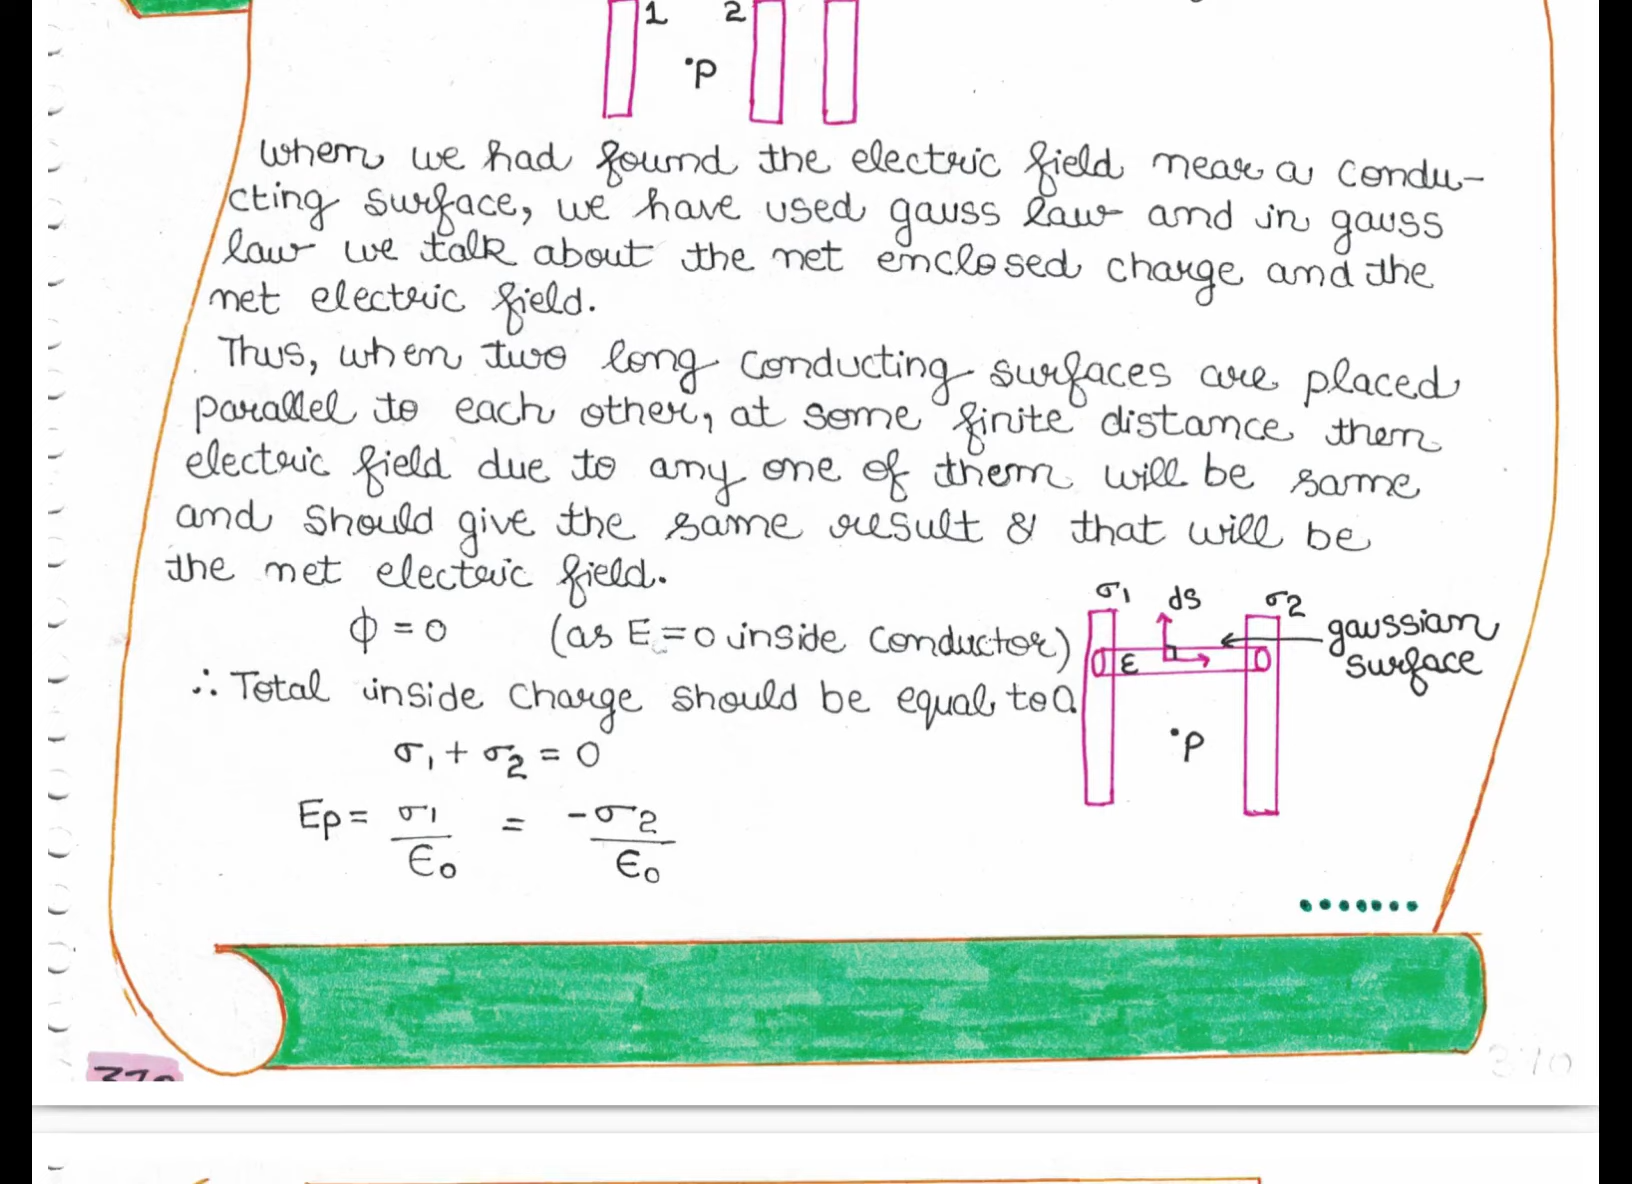 1 2
•P
When we had found the electric field near a condu-
cting surface, we have used gauss law and in gauss
law we talk about the net enclosed charge and the
net electric field.
Thus, when two long conducting surfaces are placed
parallel to each other, at some finite distance then
electric field due to any one of them will be same
and should give the same result & that will be
the net electric field.
σ1 ds σ2
ϕ = 0 (as E = 0 inside conductor)
gaussian
surface
E
∴ Total inside charge should be equal to 0.
σ1 + σ2 = 0
•P
Ep = σ1/ϵ0 = -σ2/ϵ0
370